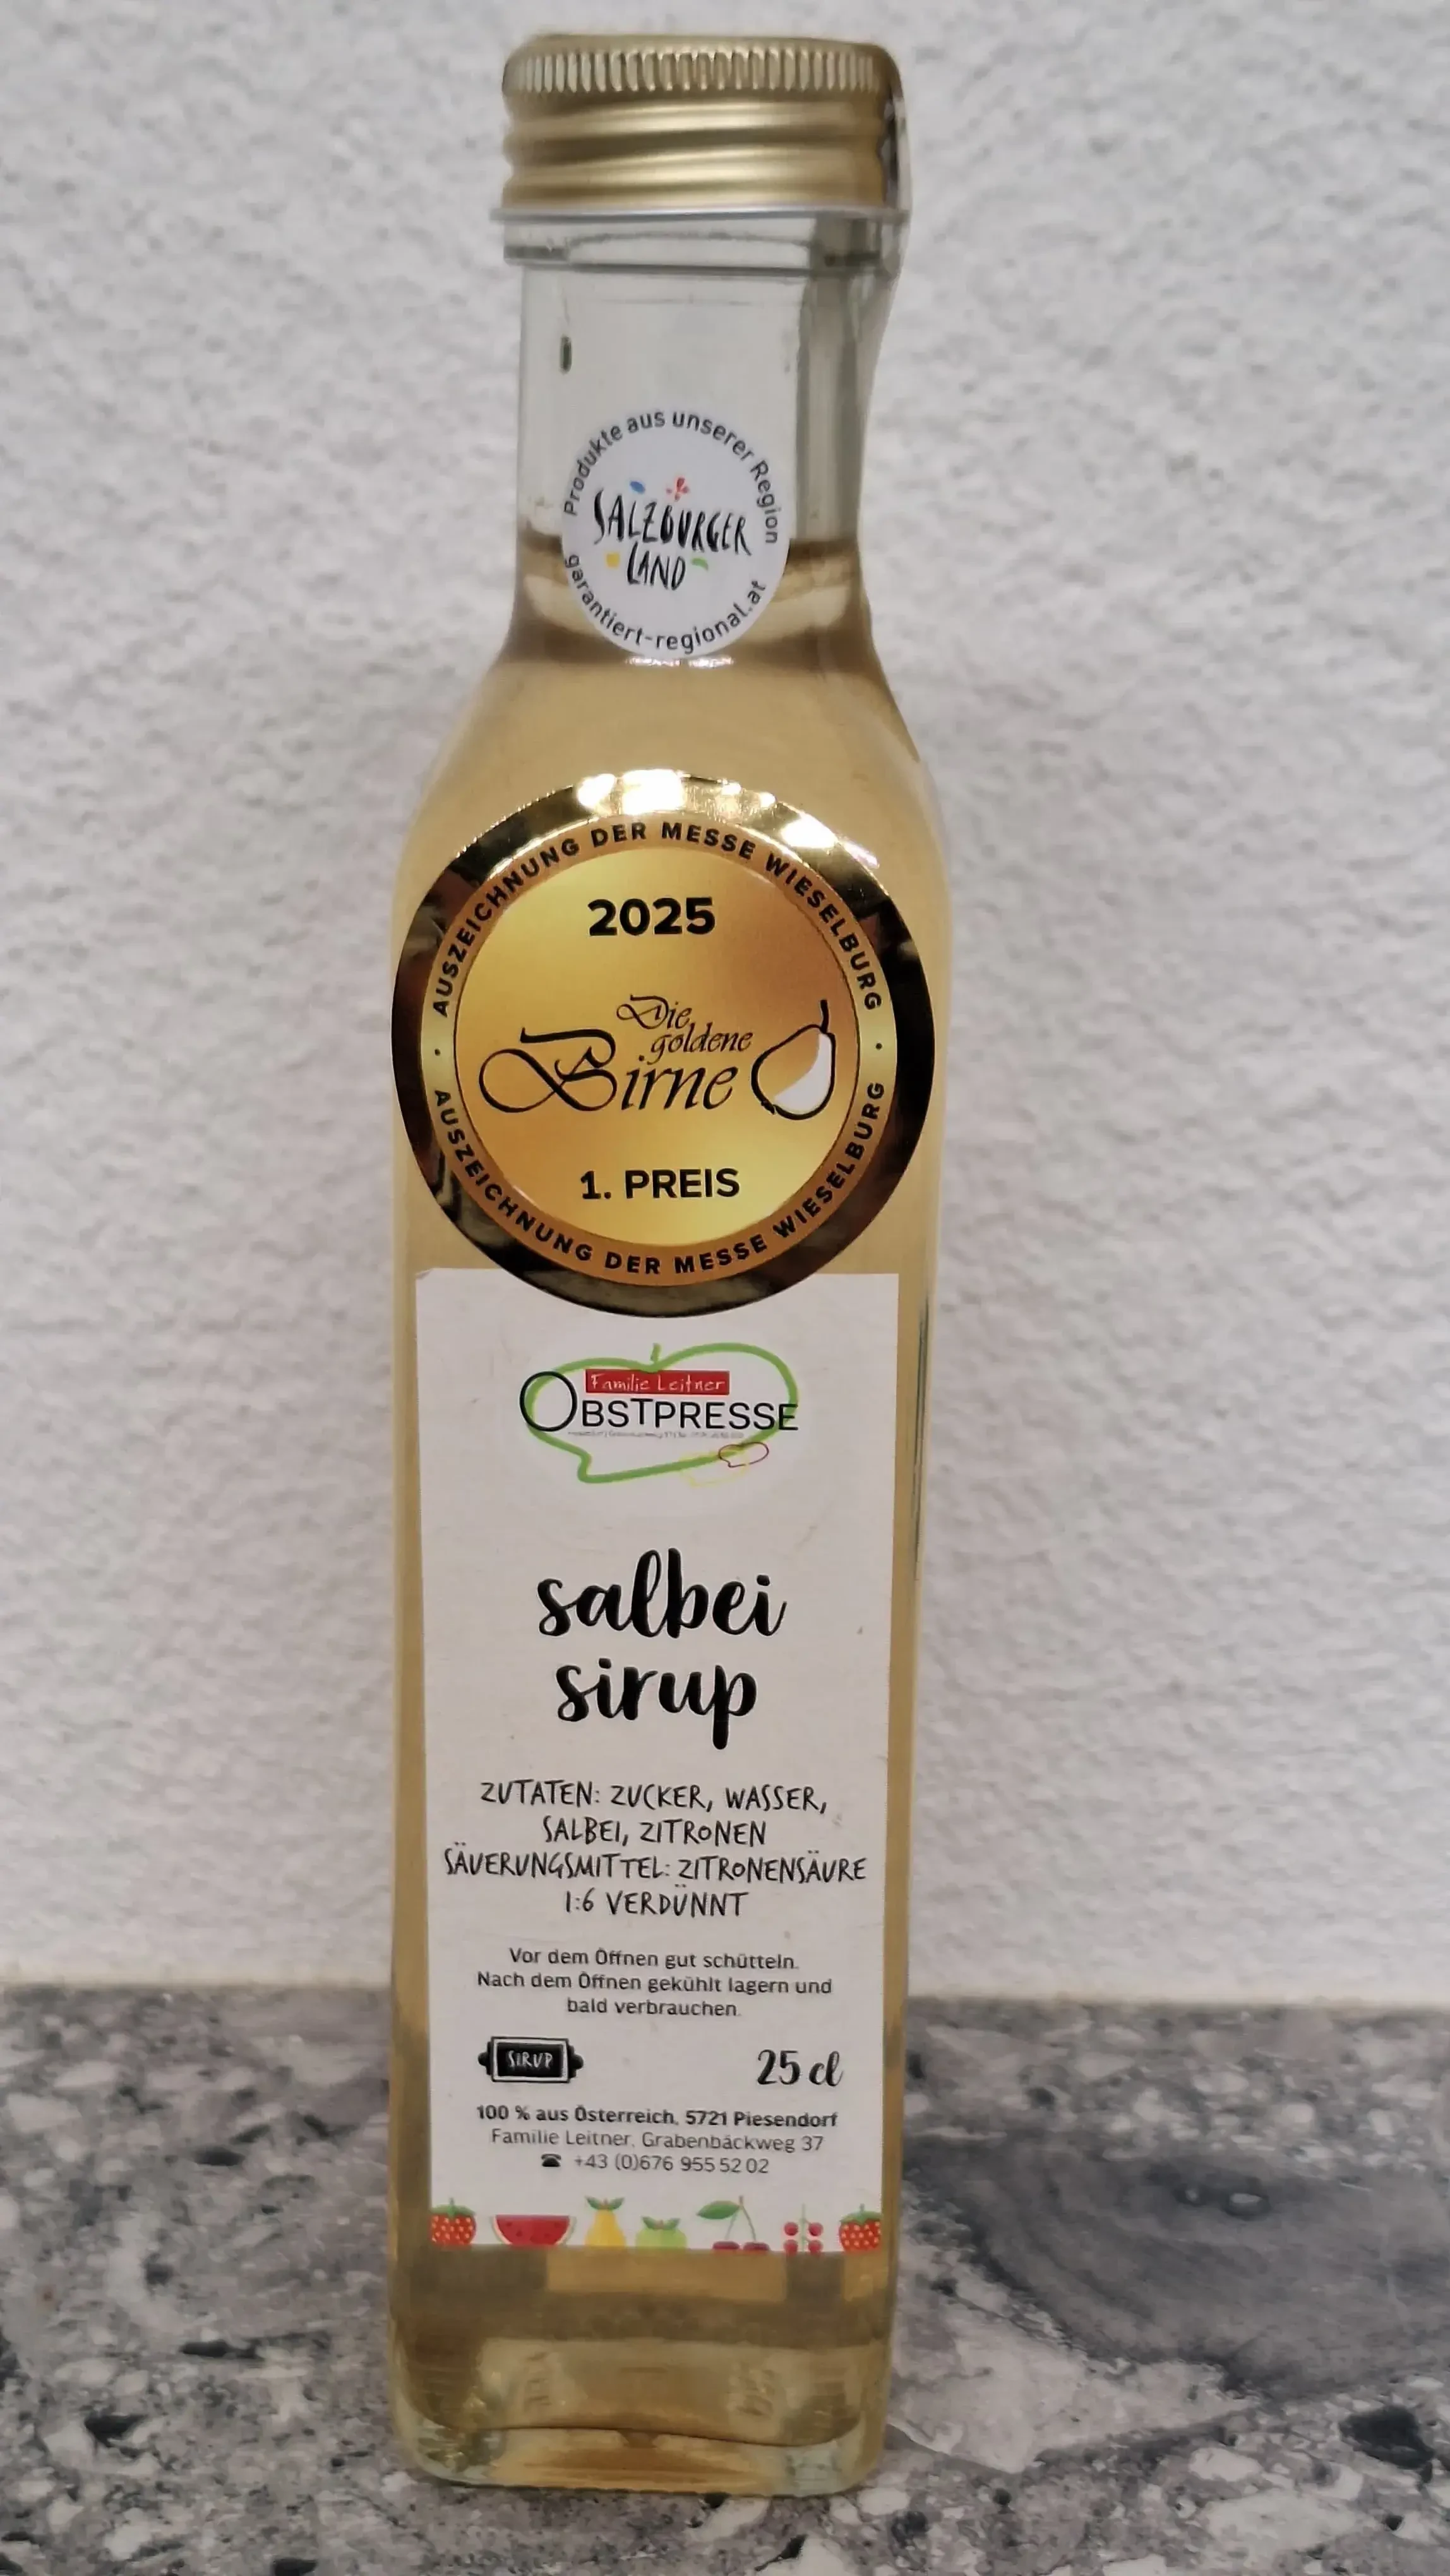 Produkte aus unserer Region
SALZBURGER
LAND
garantiert-regional.at
AUSZEICHNUNG DER MESSE WIESELBURG
2025
Die
goldene
Birne
1. PREIS
AUSZEICHNUNG DER MESSE WIESELBURG
Familie Leitner
OBSTPRESSE
salbei
sirup
ZUTATEN: ZUCKER, WASSER,
SALBEI, ZITRONEN
SÄUERUNGSMITTEL: ZITRONENSÄURE
1:6 VERDÜNNT
Vor dem Öffnen gut schütteln.
Nach dem Öffnen gekühlt lagern und
bald verbrauchen.
SIRUP
25 cl
100 % aus Österreich, 5721 Piesendorf
Familie Leitner, Grabenbäckweg 37
☎ +43 (0)676 955 52 02